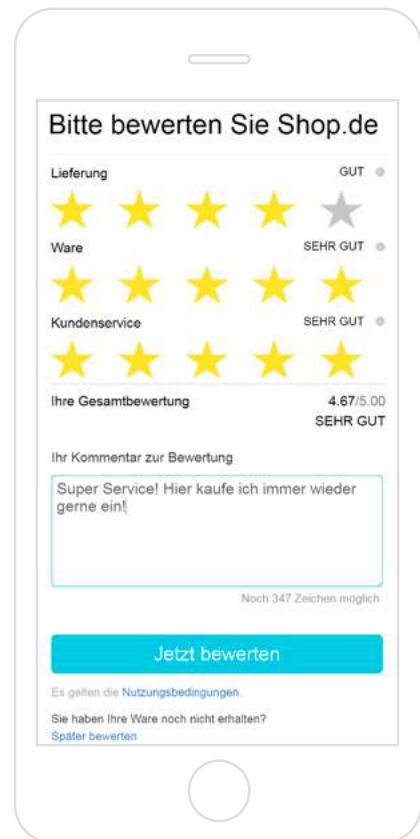 Bitte bewerten Sie Shop.de
Lieferung GUT
Ware SEHR GUT
Kundenservice SEHR GUT
Ihre Gesamtbewertung 4.67/5.00
SEHR GUT
Ihr Kommentar zur Bewertung
Super Service! Hier kaufe ich immer wieder
gerne ein!
Noch 347 Zeichen möglich
Jetzt bewerten
Es gelten die Nutzungsbedingungen
Sie haben Ihre Ware noch nicht erhalten?
Später bewerten